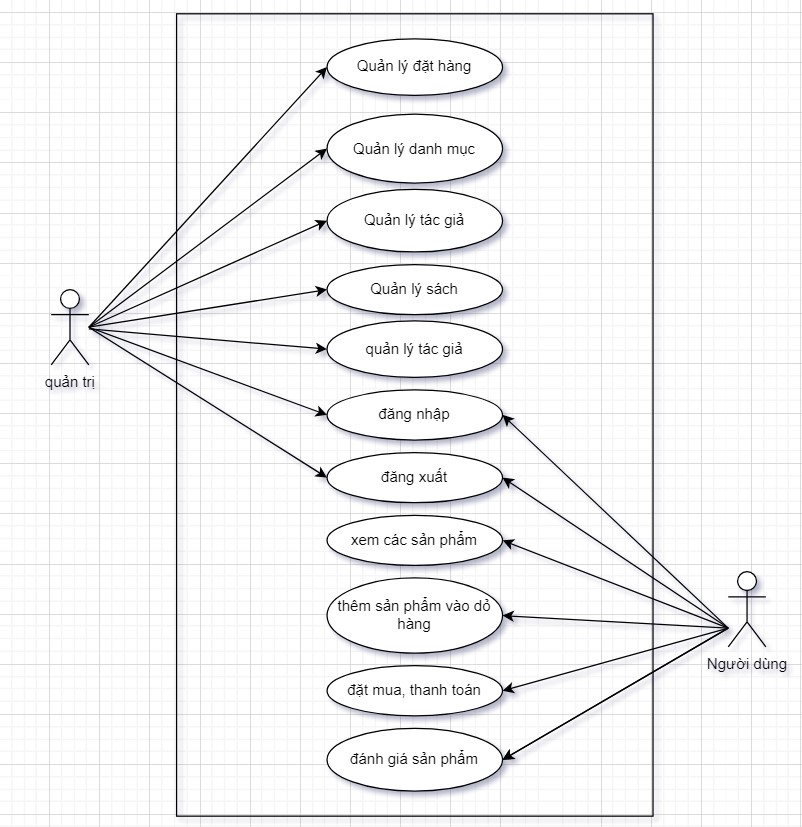 Quản lý đặt hàng
Quản lý danh mục
Quản lý tác giả
Quản lý sách
quản lý tác giả
quản trị
đăng nhập
đăng xuất
xem các sản phẩm
thêm sản phẩm vào dỏ
hàng
Người dùng
đặt mua, thanh toán
đánh giá sản phẩm